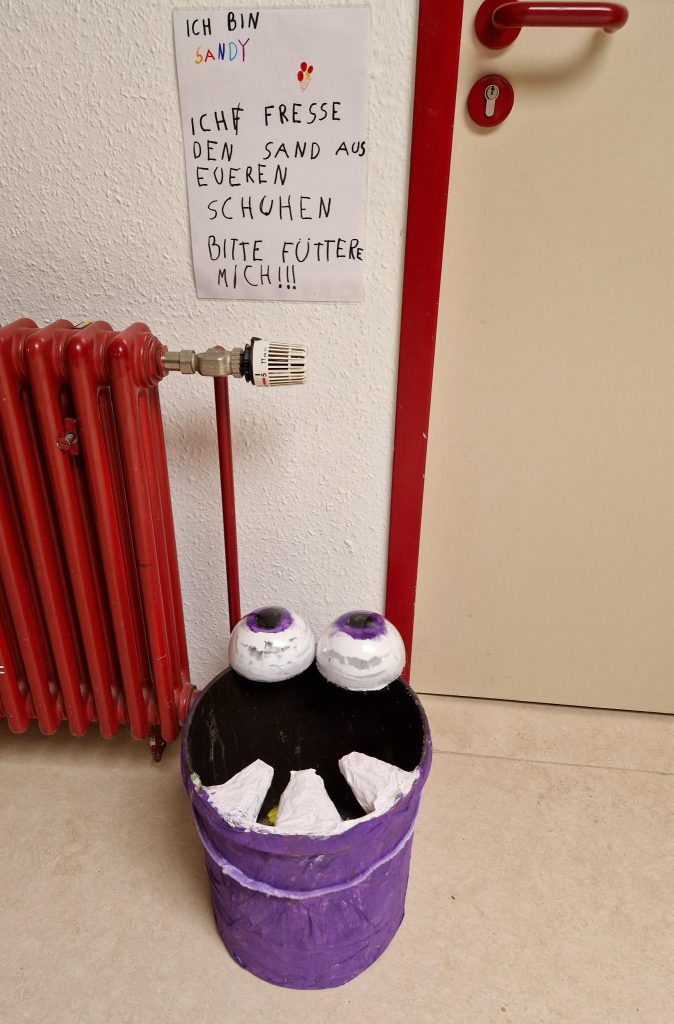 ICH BIN
SANDY
ICH FRESSE
DEN SAND AUS
EUEREN
SCHUHEN
BITTE FÜTTERE
MICH!!!